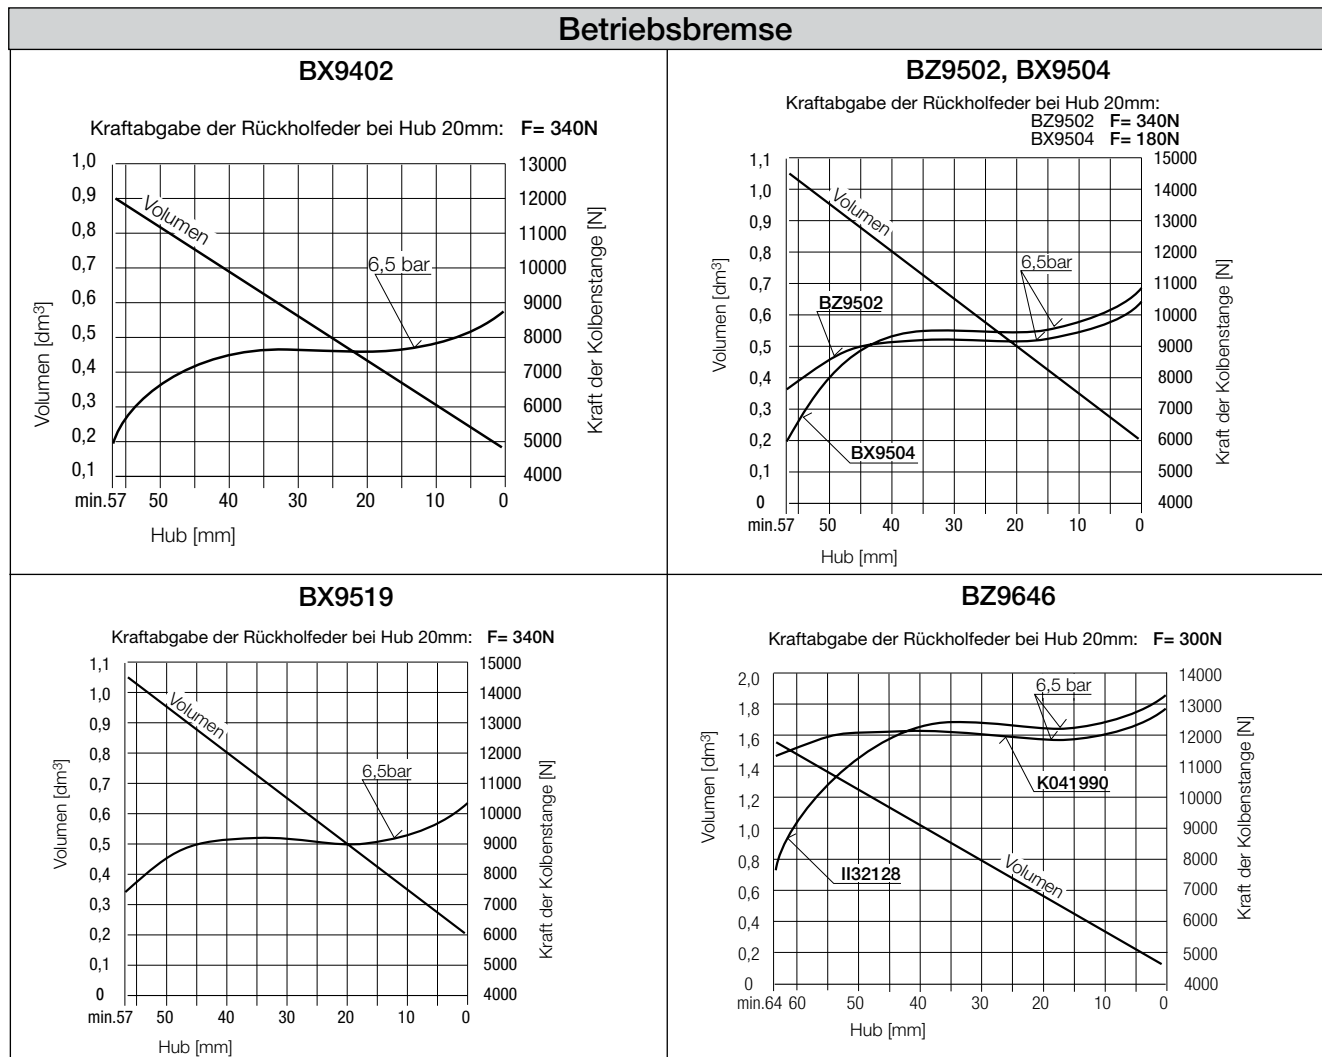 Betriebsbremse
BX9402
Kraftabgabe der Rückholfeder bei Hub 20mm: F= 340N
1,0
0,9
0,8
0,7
0,6
0,5
0,4
0,3
0,2
0,1
Volumen [dm³]
Volumen
6,5 bar
13000
12000
11000
10000
9000
8000
7000
6000
5000
4000
Kraft der Kolbenstange [N]
min.57 50 40 30 20 10 0
Hub [mm]
BZ9502, BX9504
Kraftabgabe der Rückholfeder bei Hub 20mm:
BZ9502 F= 340N
BX9504 F= 180N
1,1
1,0
0,9
0,8
0,7
0,6
0,5
0,4
0,3
0,2
0,1
0
Volumen [dm³]
Volumen
6,5bar
BZ9502
BX9504
15000
14000
13000
12000
11000
10000
9000
8000
7000
6000
5000
4000
Kraft der Kolbenstange [N]
min.57 50 40 30 20 10 0
Hub [mm]
BX9519
Kraftabgabe der Rückholfeder bei Hub 20mm: F= 340N
1,1
1,0
0,9
0,8
0,7
0,6
0,5
0,4
0,3
0,2
0,1
0
Volumen [dm³]
Volumen
6,5bar
15000
14000
13000
12000
11000
10000
9000
8000
7000
6000
5000
4000
Kraft der Kolbenstange [N]
min.57 50 40 30 20 10 0
Hub [mm]
BZ9646
Kraftabgabe der Rückholfeder bei Hub 20mm: F= 300N
2,0
1,8
1,6
1,4
1,2
1,0
0,8
0,6
0,4
0,2
0
Volumen [dm³]
6,5 bar
K041990
II32128
Volumen
14000
13000
12000
11000
10000
9000
8000
7000
6000
5000
4000
Kraft der Kolbenstange [N]
min.64 60 50 40 30 20 10 0
Hub [mm]